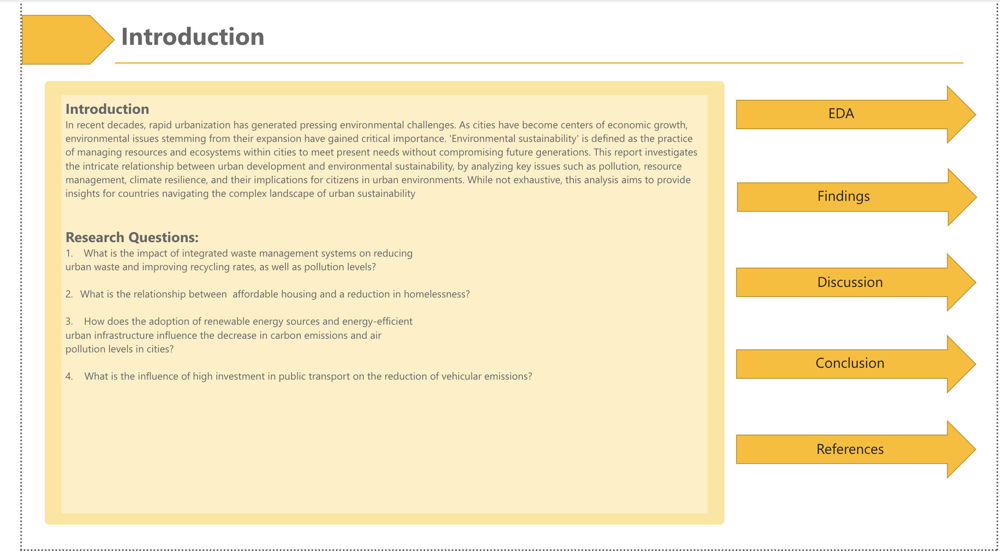 Introduction
Introduction
In recent decades, rapid urbanization has generated pressing environmental challenges. As cities have become centers of economic growth,
environmental issues stemming from their expansion have gained critical importance. 'Environmental sustainability' is defined as the practice
of managing resources and ecosystems within cities to meet present needs without compromising future generations. This report investigates
the intricate relationship between urban development and environmental sustainability, by analyzing key issues such as pollution, resource
management, climate resilience, and their implications for citizens in urban environments. While not exhaustive, this analysis aims to provide
insights for countries navigating the complex landscape of urban sustainability
Research Questions:
1. What is the impact of integrated waste management systems on reducing
urban waste and improving recycling rates, as well as pollution levels?
2. What is the relationship between affordable housing and a reduction in homelessness?
3. How does the adoption of renewable energy sources and energy-efficient
urban infrastructure influence the decrease in carbon emissions and air
pollution levels in cities?
4. What is the influence of high investment in public transport on the reduction of vehicular emissions?
EDA
Findings
Discussion
Conclusion
References